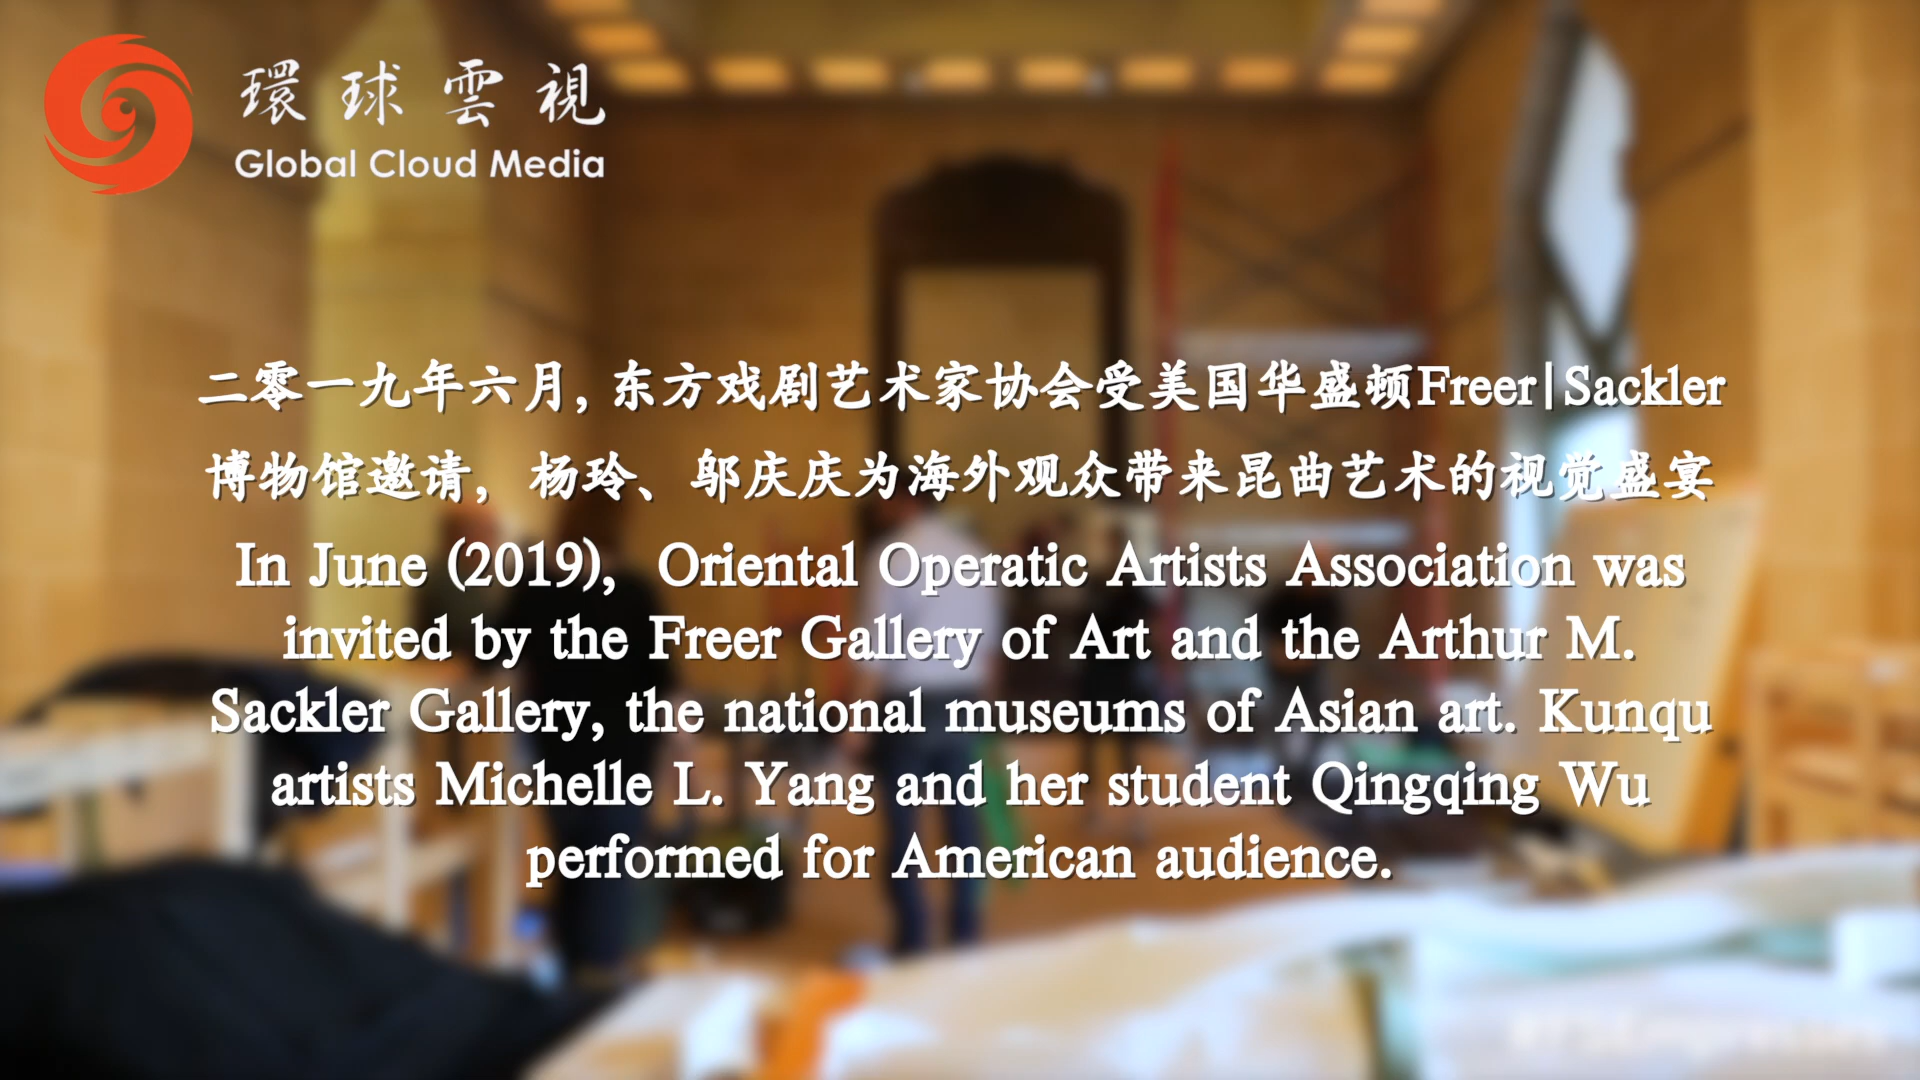 環球雲視
Global Cloud Media
二零一九年六月, 东方戏剧艺术家协会受美国华盛顿Freer|Sackler
博物馆邀请，杨玲、邬庆庆为海外观众带来昆曲艺术的视觉盛宴
In June (2019), Oriental Operatic Artists Association was
invited by the Freer Gallery of Art and the Arthur M.
Sackler Gallery, the national museums of Asian art. Kunqu
artists Michelle L. Yang and her student Qingqing Wu
performed for American audience.